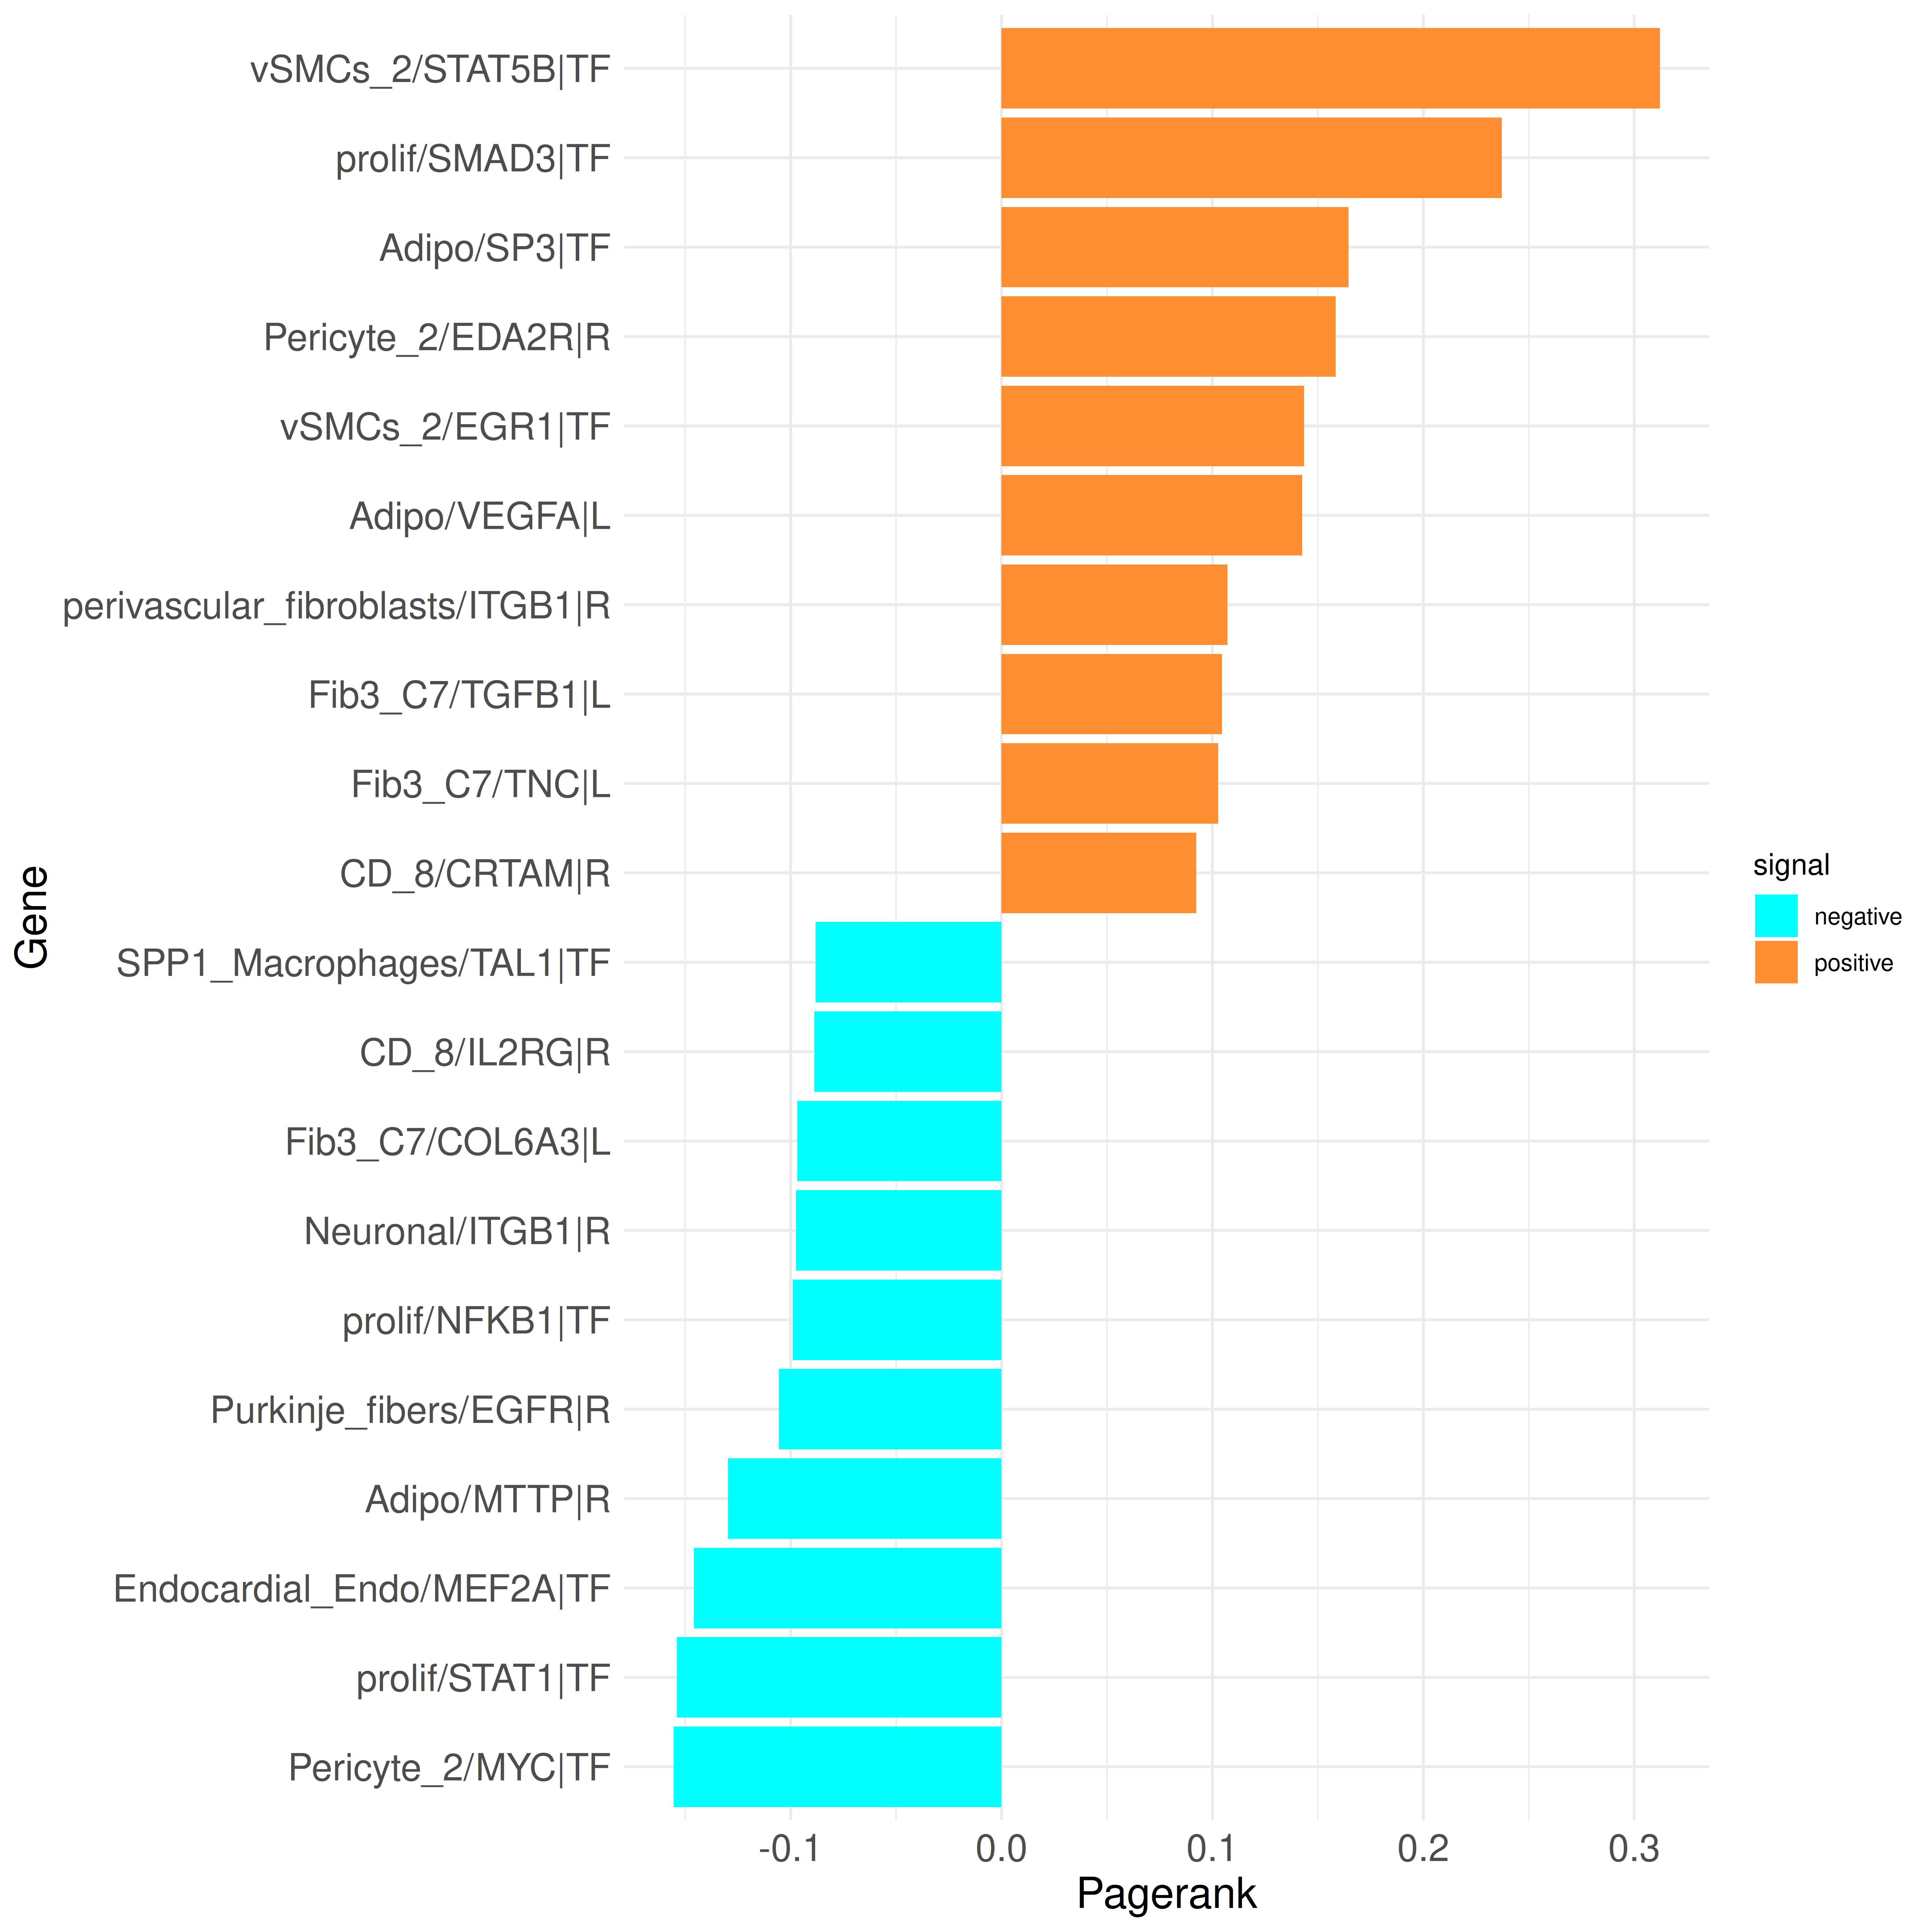 vSMCs_2/STAT5B|TF
prolif/SMAD3|TF
Adipo/SP3|TF
Pericyte_2/EDA2R|R
vSMCs_2/EGR1|TF
Adipo/VEGFA|L
perivascular_fibroblasts/ITGB1|R
Fib3_C7/TGFB1|L
Fib3_C7/TNC|L
CD_8/CRTAM|R
SPP1_Macrophages/TAL1|TF
CD_8/IL2RG|R
Fib3_C7/COL6A3|L
Neuronal/ITGB1|R
prolif/NFKB1|TF
Purkinje_fibers/EGFR|R
Adipo/MTTP|R
Endocardial_Endo/MEF2A|TF
prolif/STAT1|TF
Pericyte_2/MYC|TF
Gene
-0.1 0.0 0.1 0.2 0.3
Pagerank
signal
negative
positive